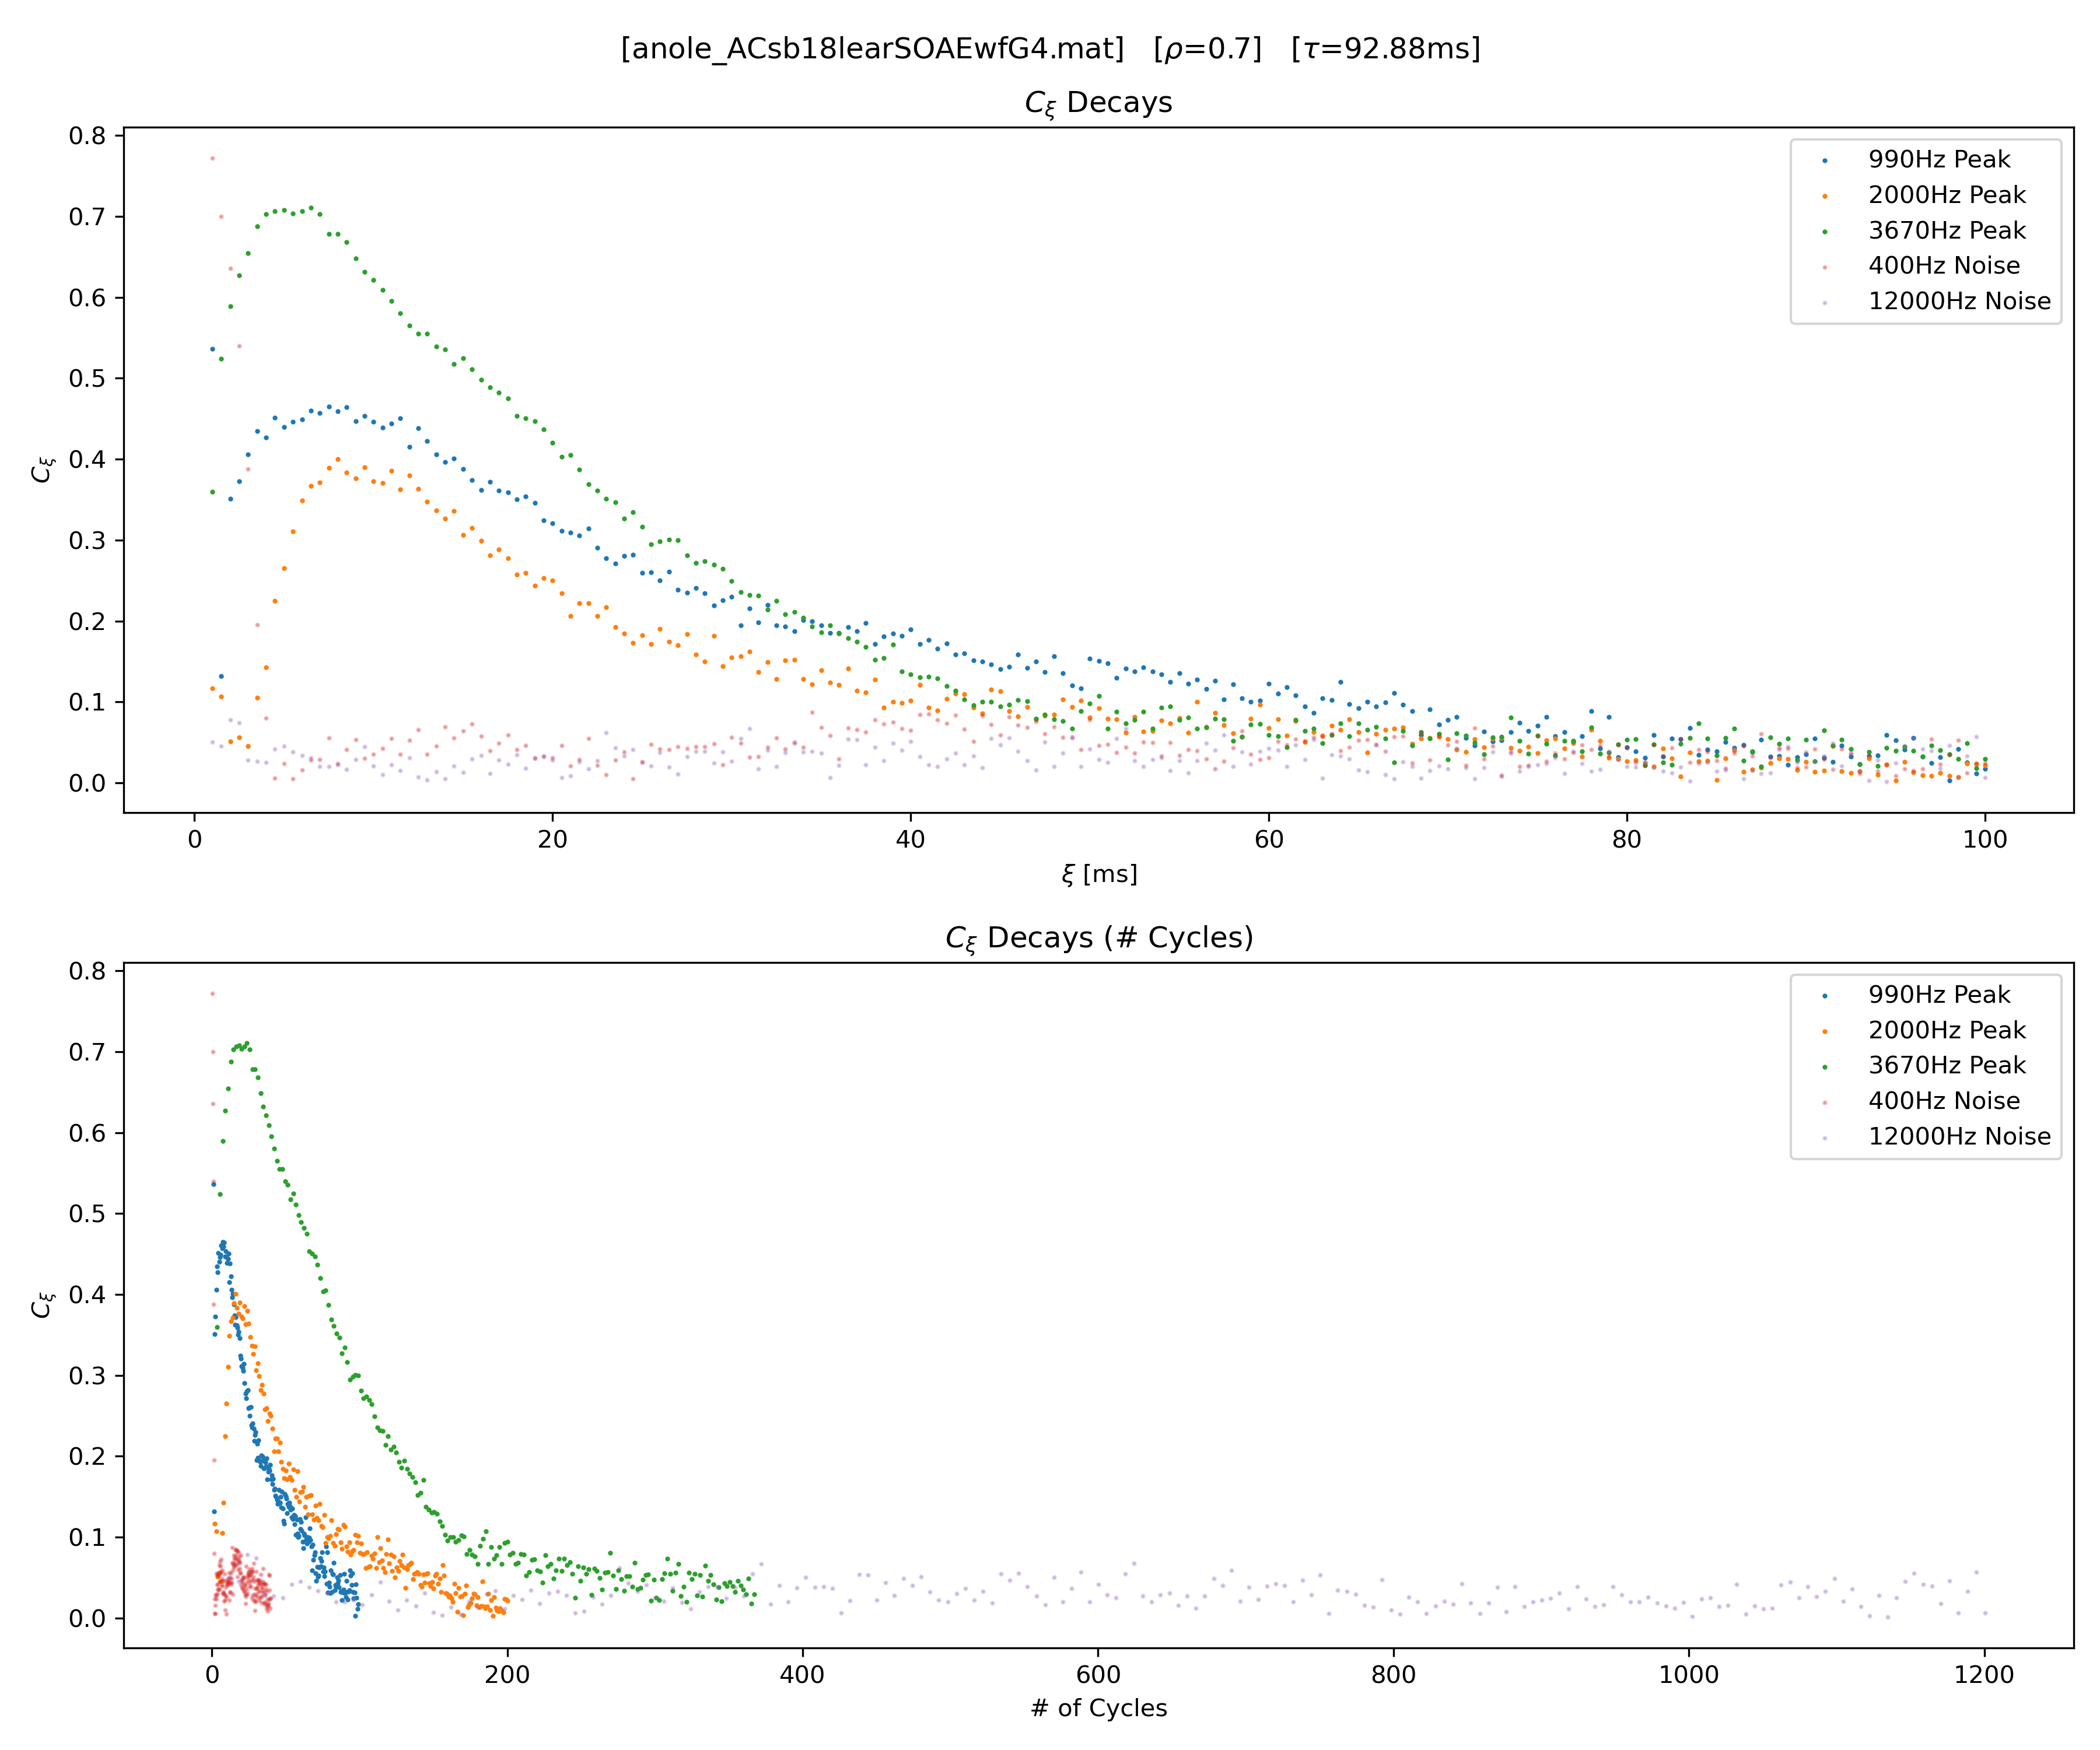 [anole_ACsb18learSOAEwfG4.mat] [ρ=0.7] [τ=92.88ms]
C_ξ Decays
0.8
0.7
0.6
0.5
0.4
0.3
0.2
0.1
0.0
C_ξ
990Hz Peak
2000Hz Peak
3670Hz Peak
400Hz Noise
12000Hz Noise
0 20 40 60 80 100
ξ [ms]
C_ξ Decays (# Cycles)
0.8
0.7
0.6
0.5
0.4
0.3
0.2
0.1
0.0
C_ξ
990Hz Peak
2000Hz Peak
3670Hz Peak
400Hz Noise
12000Hz Noise
0 200 400 600 800 1000 1200
# of Cycles